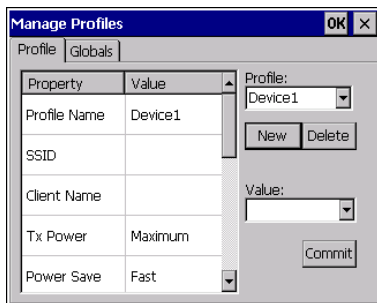 Manage Profiles OK
Profile Globals
Property Value
Profile Name Device1
SSID
Client Name
Tx Power Maximum
Power Save Fast
Profile:
Device1
New Delete
Value:
Commit